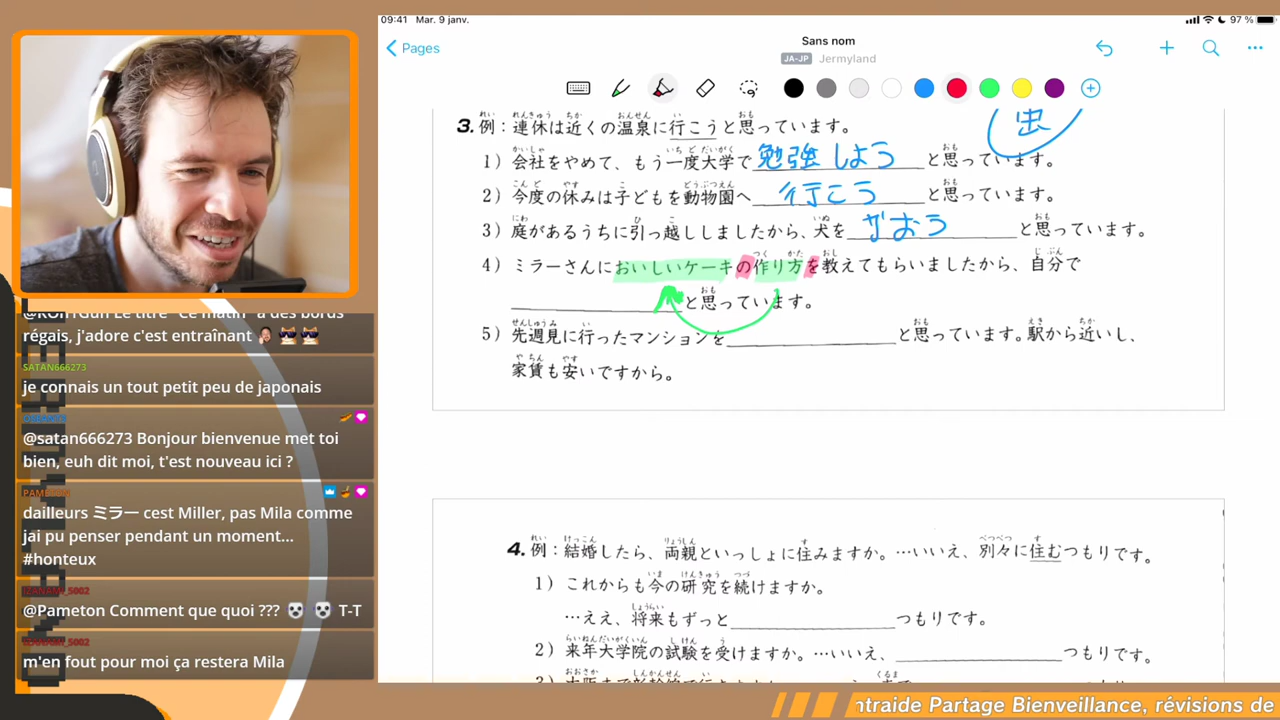 09:41 Mar. 9 janv.
97 %
Pages
Sans nom
JA-JP Jermyland
3. 例：連休は近くの温泉に行こうと思っています。
虫
1）会社をやめて、もう一度大学で 勉強しよう と思っています。
2）今度の休みは子どもを動物園へ 行こう と思っています。
3）庭があるうちに引っ越ししましたから、犬を と思っています。
4）ミラーさんにおいしいケーキの作り方を教えてもらいましたから、自分で
と思っています。
5）先週見に行ったマンションを と思っています。駅から近いし、
家賃も安いですから。
4. 例：結婚したら、両親といっしょに住みますか。…いいえ、別々に住むつもりです。
1）これからも今の研究を続けますか。
…ええ、将来もずっと つもりです。
2）来年大学院の試験を受けますか。…いいえ、 つもりです。
régais, j'adore c'est entraînant
SATAN666273
je connais un tout petit peu de japonais
@satan666273 Bonjour bienvenue met toi
bien, euh dit moi, t'est nouveau ici ?
PAMETON
dailleurs ミラー cest Miller, pas Mila comme
jai pu penser pendant un moment...
#honteux
@Pameton Comment que quoi ??? T-T
m'en fout pour moi ça restera Mila
ntraide Partage Bienveillance, révisions de